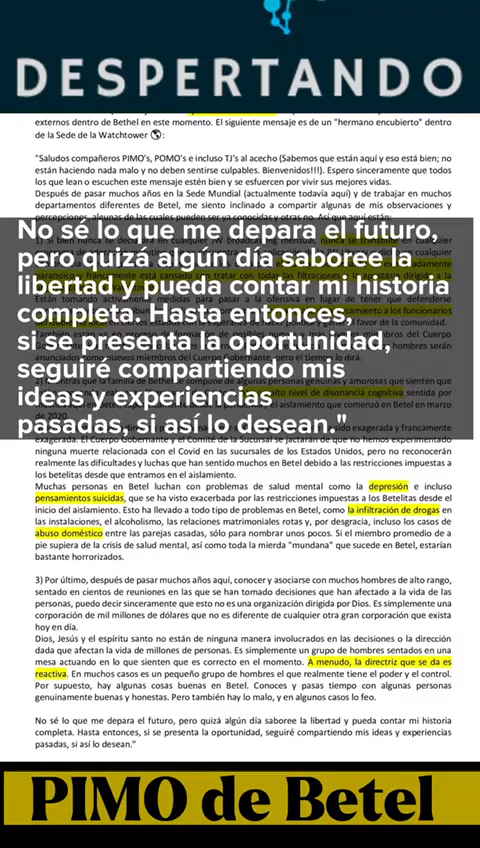 DESPERTANDO
externos dentro de Bethel en este momento. El siguiente mensaje es de un "hermano encubierto" dentro
de la Sede de la Watchtower 🌎:
"Saludos compañeros PIMO's, POMO's e incluso TJ's al acecho (Sabemos que están aquí y eso está bien; no
están haciendo nada malo y no deben sentirse culpables. Bienvenidos!!!). Espero sinceramente que todos
los que lean o escuchen este mensaje estén bien y se esfuercen por vivir sus mejores vidas.
Después de pasar muchos años en la Sede Mundial (actualmente todavía aquí) y de trabajar en muchos
departamentos diferentes de Betel, me siento inclinado a compartir algunas de mis observaciones y
percepciones, algunas de las cuales pueden ser ya conocidas y otras no. Así que aquí están:
No sé lo que me depara el futuro,
pero quizá algún día saboree la
libertad y pueda contar mi historia
completa. Hasta entonces,
si se presenta la oportunidad,
seguiré compartiendo mis
ideas y experiencias
pasadas, si así lo desean."
exagerada. El Cuerpo Gobernante y el Comité de la Sucursal se jactarán de que no hemos experimentado
ninguna muerte relacionada con el Covid en las sucursales de los Estados Unidos, pero no reconocerán
realmente las dificultades y luchas que han sentido muchos en Betel debido a las restricciones impuestas a
los betelitas desde que entramos en el aislamiento.
Muchas personas en Betel luchan con problemas de salud mental como la depresión e incluso
pensamientos suicidas, que se ha visto exacerbada por las restricciones impuestas a los Betelitas desde el
inicio del aislamiento. Esto ha llevado a todo tipo de problemas en Betel, como la infiltración de drogas en
las instalaciones, el alcoholismo, las relaciones matrimoniales rotas y, por desgracia, incluso los casos de
abuso doméstico entre las parejas casadas, sólo para nombrar unos pocos. Si el miembro promedio de a
pie supiera de la crisis de salud mental, así como toda la mierda "mundana" que sucede en Betel, estarían
bastante horrorizados.
3) Por último, después de pasar muchos años aquí, conocer y asociarse con muchos hombres de alto rango,
sentado en cientos de reuniones en las que se han tomado decisiones que han afectado a la vida de las
personas, puedo decir sinceramente que esto no es una organización dirigida por Dios. Es simplemente una
corporación de mil millones de dólares que no es diferente de cualquier otra gran corporación que exista
hoy en día.
Dios, Jesús y el espíritu santo no están de ninguna manera involucrados en las decisiones o la dirección
dada que afectan la vida de millones de personas. Es simplemente un grupo de hombres sentados en una
mesa actuando en lo que sienten que es correcto en el momento. A menudo, la directriz que se da es
reactiva. En muchos casos es un pequeño grupo de hombres el que realmente tiene el poder y el control.
Por supuesto, hay algunas cosas buenas en Betel. Conoces y pasas tiempo con algunas personas
genuinamente buenas y honestas. Pero también hay lo malo, y en algunos casos lo feo.
No sé lo que me depara el futuro, pero quizá algún día saboree la libertad y pueda contar mi historia
completa. Hasta entonces, si se presenta la oportunidad, seguiré compartiendo mis ideas y experiencias
pasadas, si así lo desean."
PIMO de Betel